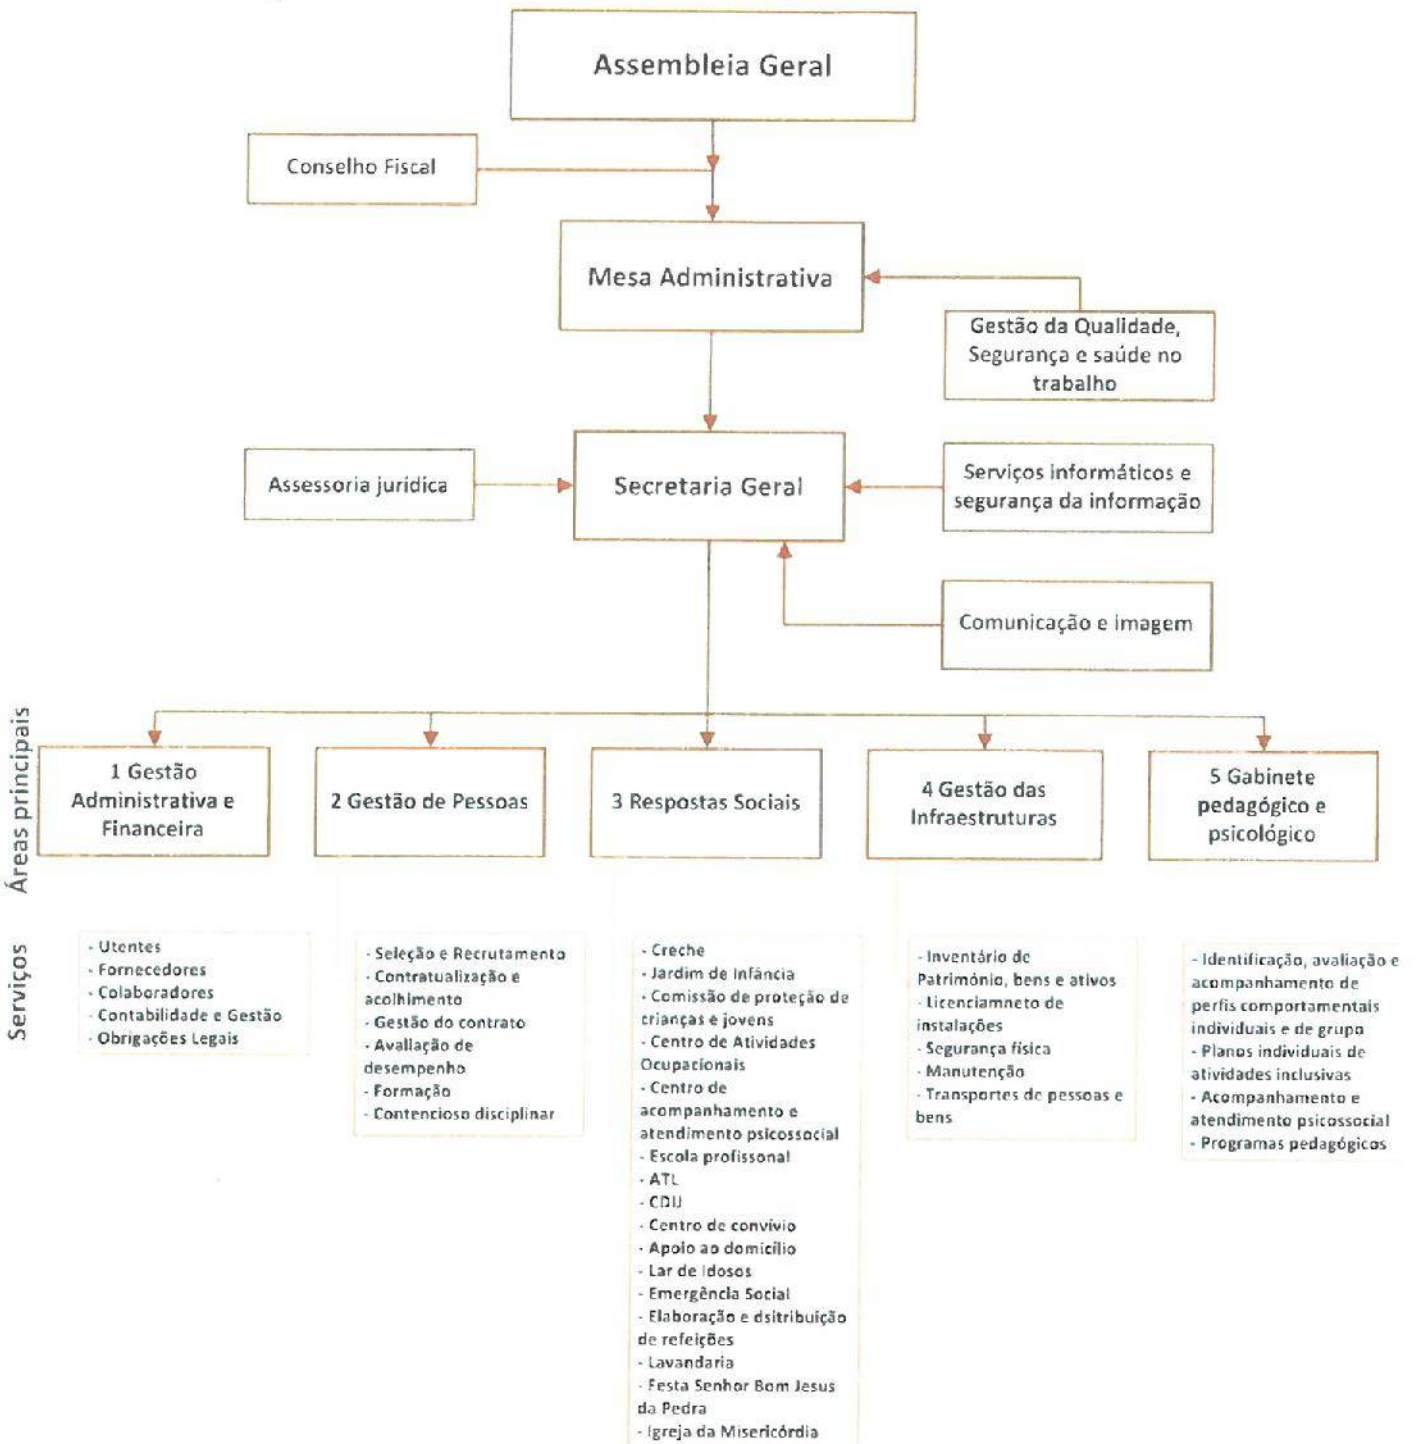 Assembleia Geral
Conselho Fiscal
Mesa Administrativa
Gestão da Qualidade,
Segurança e saúde no
trabalho
Assessoria jurídica
Secretaria Geral
Serviços informáticos e
segurança da informação
Comunicação e imagem
Áreas principais
1 Gestão
Administrativa e
Financeira
2 Gestão de Pessoas
3 Respostas Sociais
4 Gestão das
Infraestruturas
5 Gabinete
pedagógico e
psicológico
Serviços
- Utentes
- Fornecedores
- Colaboradores
- Contabilidade e Gestão
- Obrigações Legais
- Seleção e Recrutamento
- Contratualização e
acolhimento
- Gestão do contrato
- Avaliação de
desempenho
- Formação
- Contencioso disciplinar
- Creche
- Jardim de Infância
- Comissão de proteção de
crianças e jovens
- Centro de Atividades
Ocupacionais
- Centro de
acompanhamento e
atendimento psicossocial
- Escola profissonal
- ATL
- CDIJ
- Centro de convívio
- Apoio ao domicílio
- Lar de Idosos
- Emergência Social
- Elaboração e dsitribuição
de refeições
- Lavandaria
- Festa Senhor Bom Jesus
da Pedra
- Igreja da Misericórdia
- Inventário de
Património, bens e ativos
- Licenciamneto de
instalações
- Segurança física
- Manutenção
- Transportes de pessoas e
bens
- Identificação, avaliação e
acompanhamento de
perfis comportamentais
individuais e de grupo
- Planos individuais de
atividades inclusivas
- Acompanhamento e
atendimento psicossocial
- Programas pedagógicos